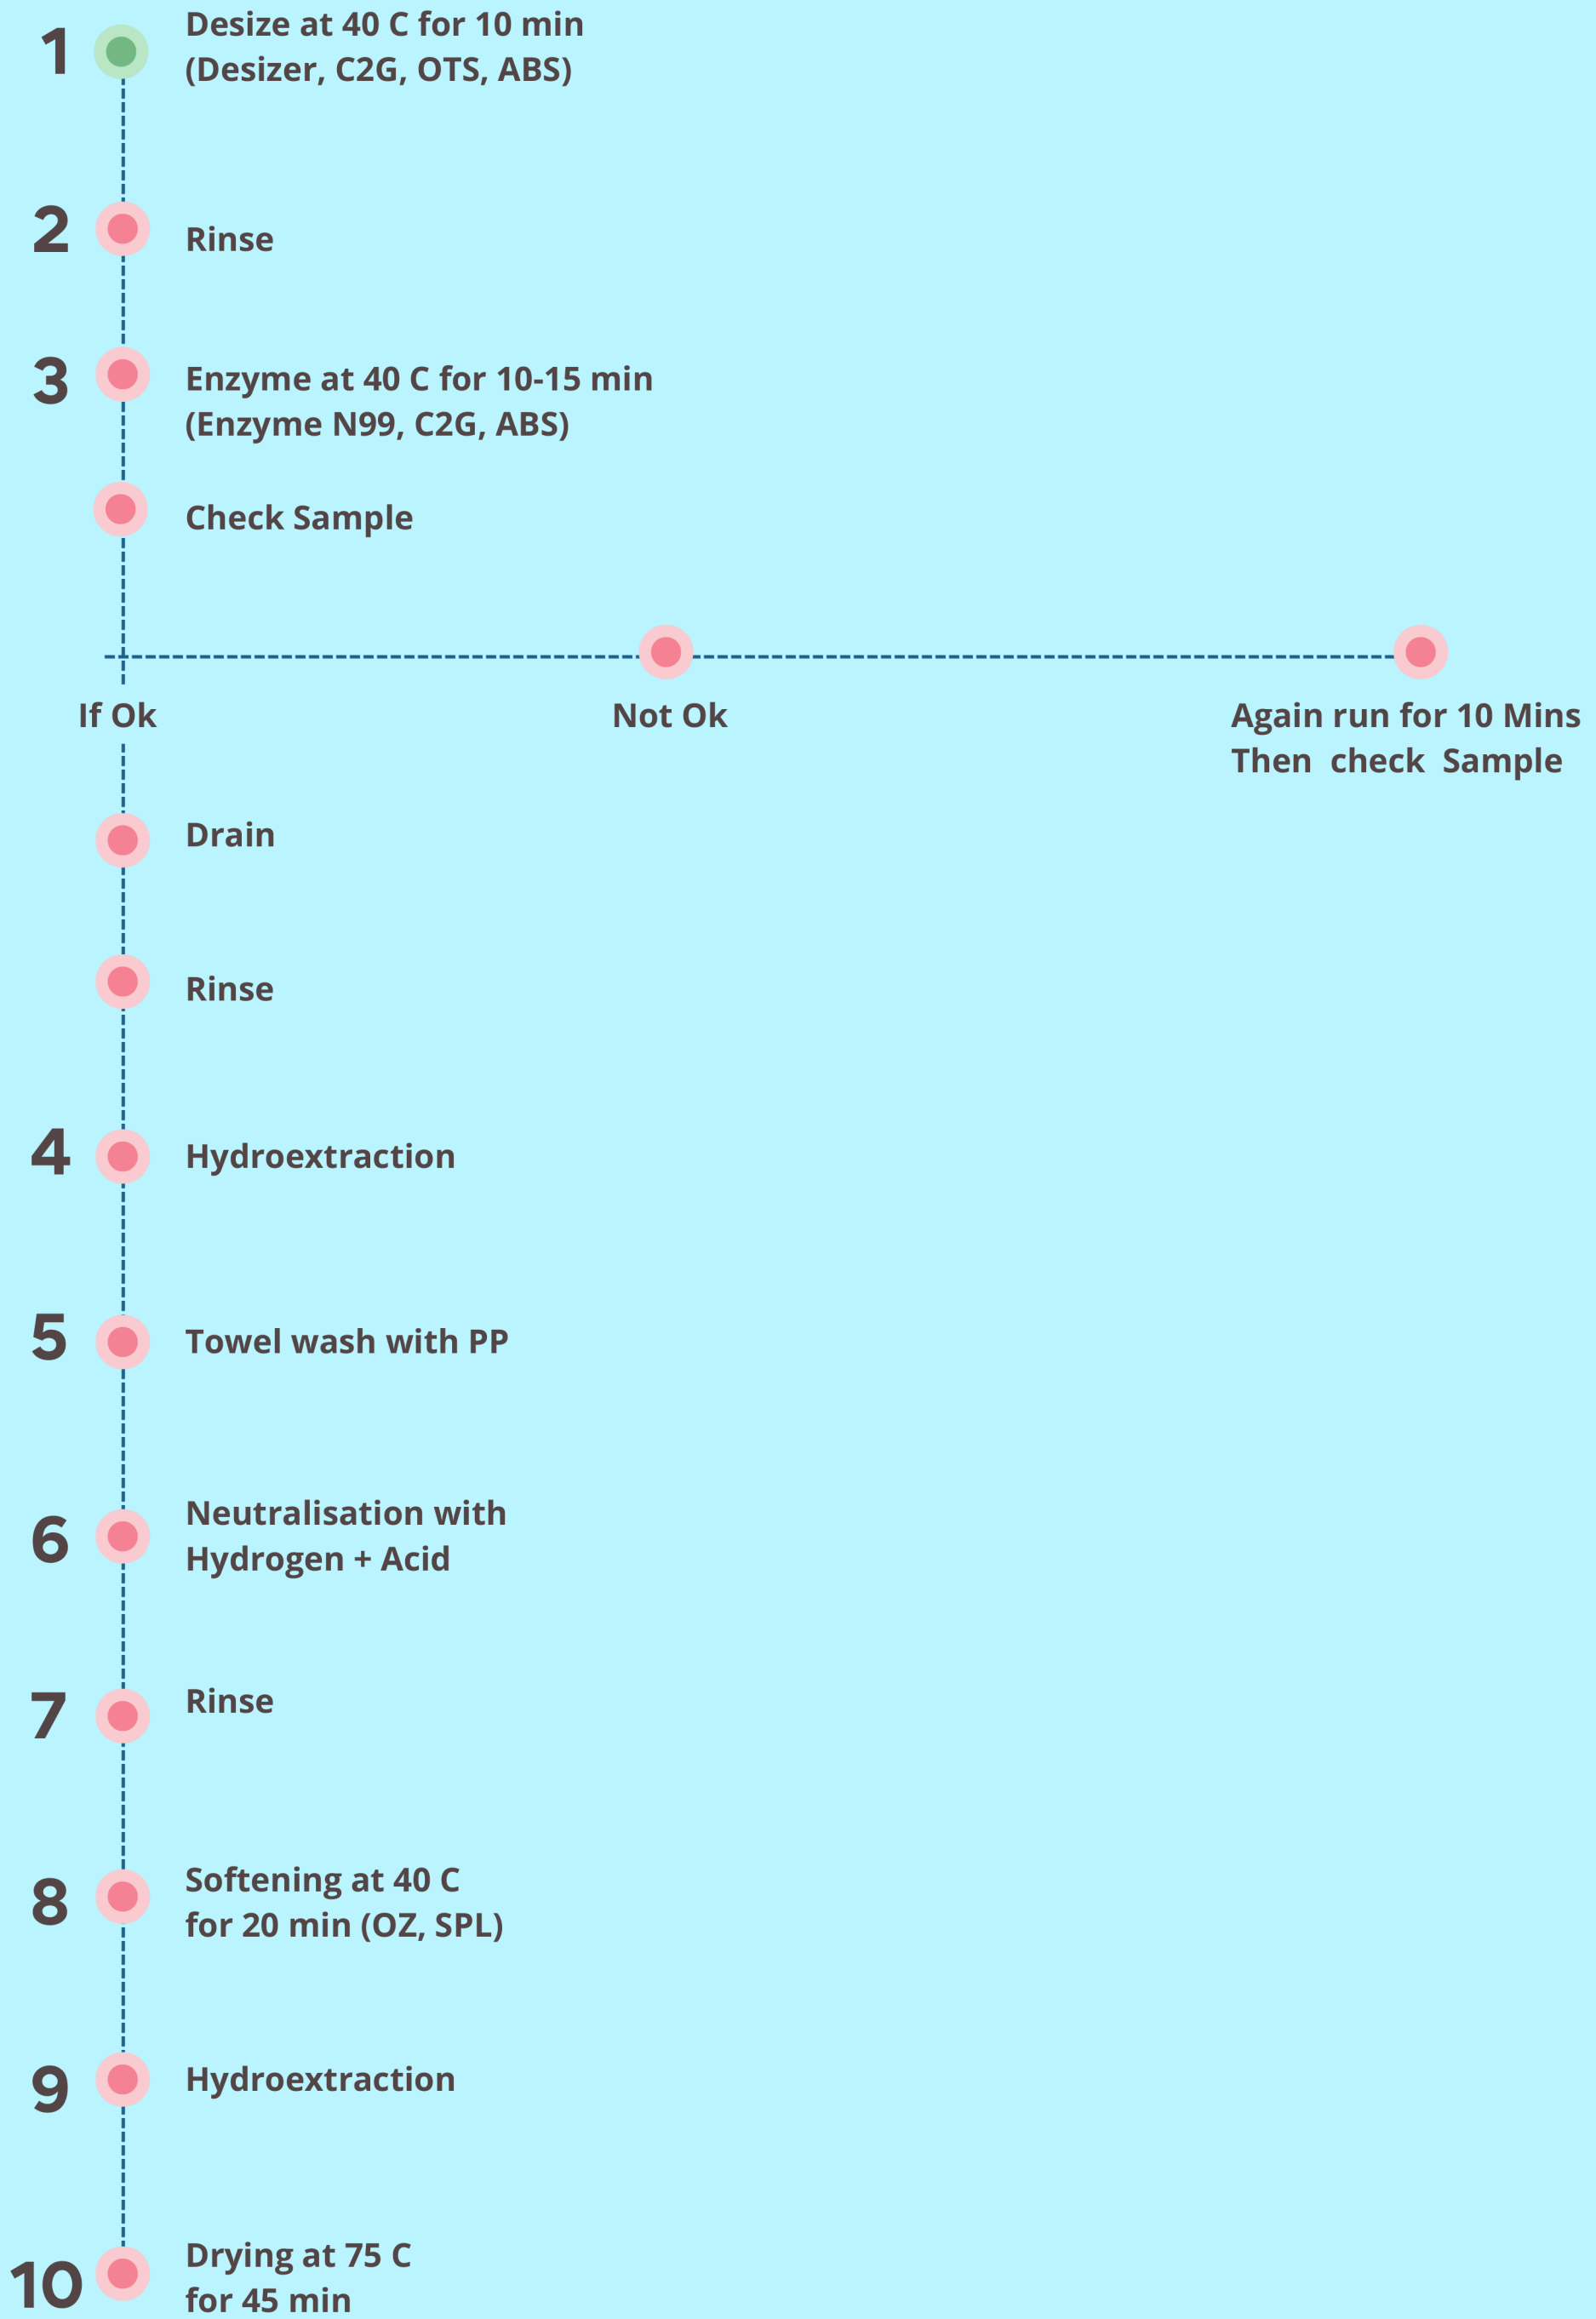 1
Desize at 40 C for 10 min
(Desizer, C2G, OTS, ABS)
2
Rinse
3
Enzyme at 40 C for 10-15 min
(Enzyme N99, C2G, ABS)
Check Sample
If Ok
Not Ok
Again run for 10 Mins
Then check Sample
Drain
Rinse
4
Hydroextraction
5
Towel wash with PP
6
Neutralisation with
Hydrogen + Acid
7
Rinse
8
Softening at 40 C
for 20 min (OZ, SPL)
9
Hydroextraction
10
Drying at 75 C
for 45 min